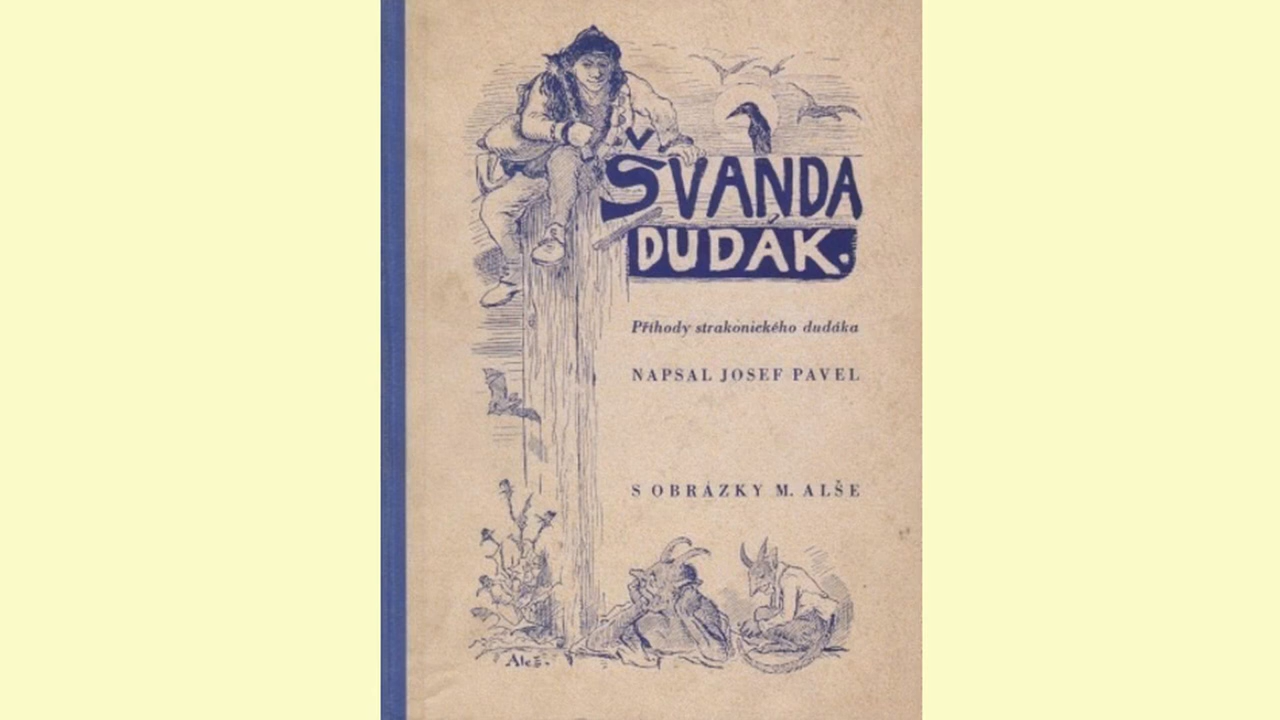 ŠVANDA
DUDÁK.
Příhody strakonického dudáka
NAPSAL JOSEF PAVEL
S OBRÁZKY M. ALŠE
Aleš.